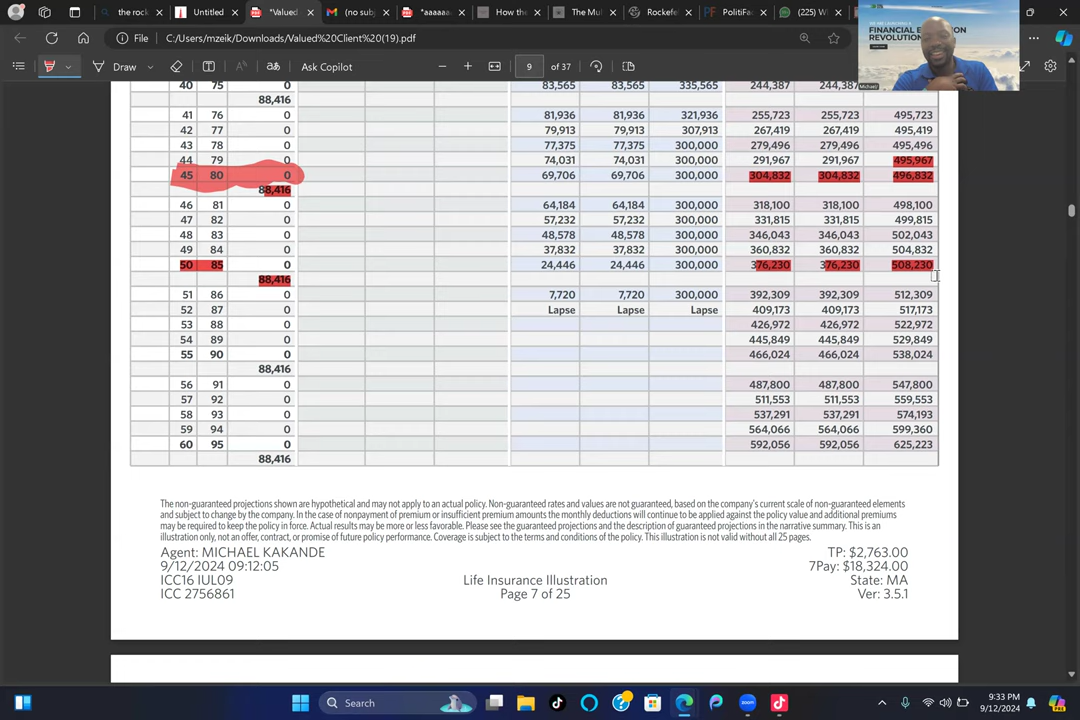 the rock
Untitled
*Valued
(no subj
*aaaaaa
How the
The Mul
Rockefe
PolitiFac
(225) W
File
C:/Users/mzeik/Downloads/Valued%20Client%20(19).pdf
FINANCIAL
REVOLUTION
Michael
Draw
Ask Copilot
9 of 37
40 75 0 83,565 83,565 335,565 244,387 244,387
88,416
41 76 0 81,936 81,936 321,936 255,723 255,723 495,723
42 77 0 79,913 79,913 307,913 267,419 267,419 495,419
43 78 0 77,375 77,375 300,000 279,496 279,496 495,496
44 79 0 74,031 74,031 300,000 291,967 291,967 495,967
45 80 0 69,706 69,706 300,000 304,832 304,832 496,832
88,416
46 81 0 64,184 64,184 300,000 318,100 318,100 498,100
47 82 0 57,232 57,232 300,000 331,815 331,815 499,815
48 83 0 48,578 48,578 300,000 346,043 346,043 502,043
49 84 0 37,832 37,832 300,000 360,832 360,832 504,832
50 85 0 24,446 24,446 300,000 376,230 376,230 508,230
88,416
51 86 0 7,720 7,720 300,000 392,309 392,309 512,309
52 87 0 Lapse Lapse Lapse 409,173 409,173 517,173
53 88 0 426,972 426,972 522,972
54 89 0 445,849 445,849 529,849
55 90 0 466,024 466,024 538,024
88,416
56 91 0 487,800 487,800 547,800
57 92 0 511,553 511,553 559,553
58 93 0 537,291 537,291 574,193
59 94 0 564,066 564,066 599,360
60 95 0 592,056 592,056 625,223
88,416
The non-guaranteed projections shown are hypothetical and may not apply to an actual policy. Non-guaranteed rates and values are not guaranteed, based on the company's current scale of non-guaranteed elements
and subject to change by the company. In the case of nonpayment of premium or insufficient premium amounts the monthly deductions will continue to be applied against the policy value and additional premiums
may be required to keep the policy in force. Actual results may be more or less favorable. Please see the guaranteed projections and the description of guaranteed projections in the narrative summary. This is an
illustration only, not an offer, contract, or promise of future policy performance. Coverage is subject to the terms and conditions of the policy. This illustration is not valid without all 25 pages.
Agent: MICHAEL KAKANDE TP: $2,763.00
9/12/2024 09:12:05 7Pay: $18,324.00
ICC16 IUL09 Life Insurance Illustration State: MA
ICC 2756861 Page 7 of 25 Ver: 3.5.1
Search
9:33 PM
9/12/2024